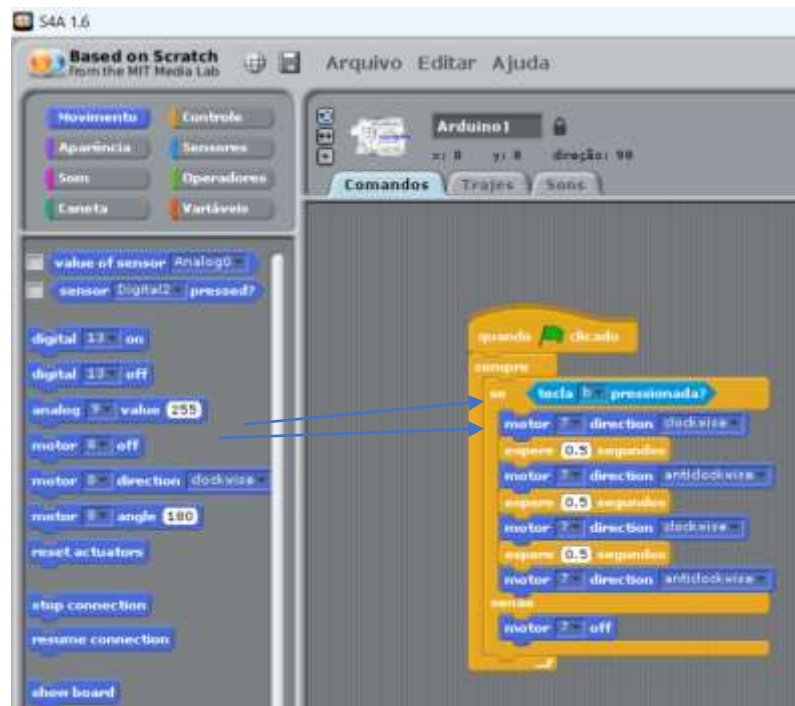 S4A 1.6
Based on Scratch
from the MIT Media Lab
Arquivo Editar Ajuda
Movimento Controle
Aparência Sensores
Som Operadores
Caneta Variáveis
Arduino1
x: 0 y: 0 direção: 90
Comandos Trajes Sons
value of sensor Analog0
sensor Digital2 pressed?
digital 13 on
digital 13 off
analog value 255
motor 8 off
motor 8 direction clockwise
motor 8 angle 180
reset actuators
stop connection
resume connection
show board
quando clicado
sempre
se tecla b pressionada?
motor 7 direction clockwise
espere 0.5 segundos
motor 7 direction anticlockwise
espere 0.5 segundos
motor 7 direction clockwise
espere 0.5 segundos
motor 7 direction anticlockwise
senão
motor 7 off